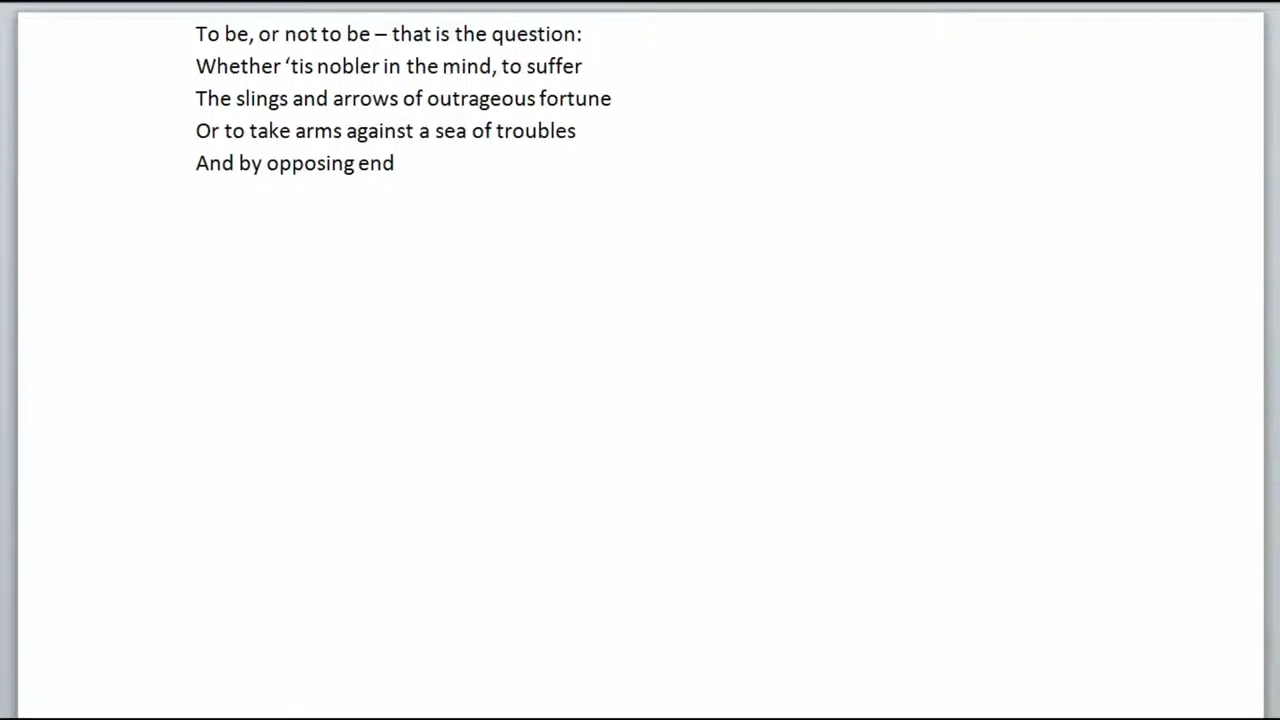 To be, or not to be – that is the question:
Whether ‘tis nobler in the mind, to suffer
The slings and arrows of outrageous fortune
Or to take arms against a sea of troubles
And by opposing end